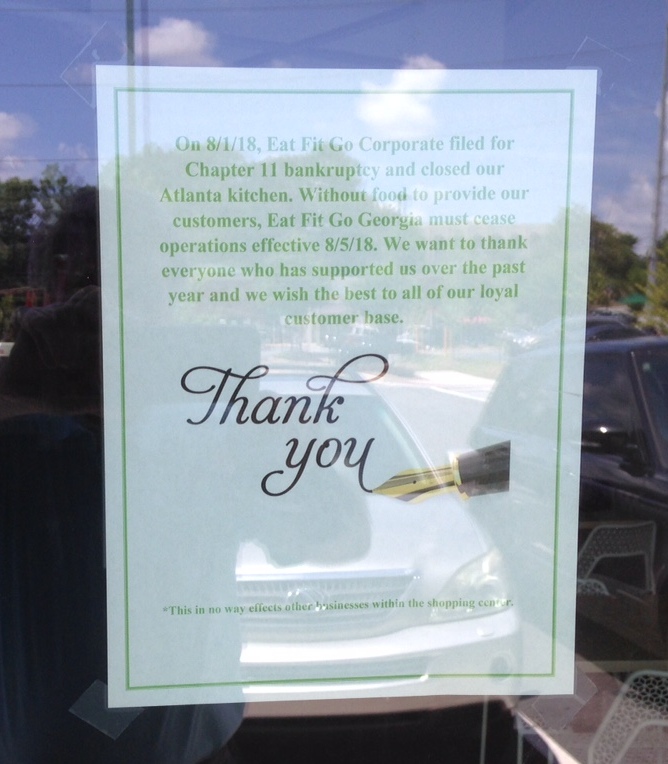 On 8/1/18, Eat Fit Go Corporate filed for
Chapter 11 bankruptcy and closed our
Atlanta kitchen. Without food to provide our
customers, Eat Fit Go Georgia must cease
operations effective 8/5/18. We want to thank
everyone who has supported us over the past
year and we wish the best to all of our loyal
customer base.
Thank
you
*This in no way effects other businesses within the shopping center.